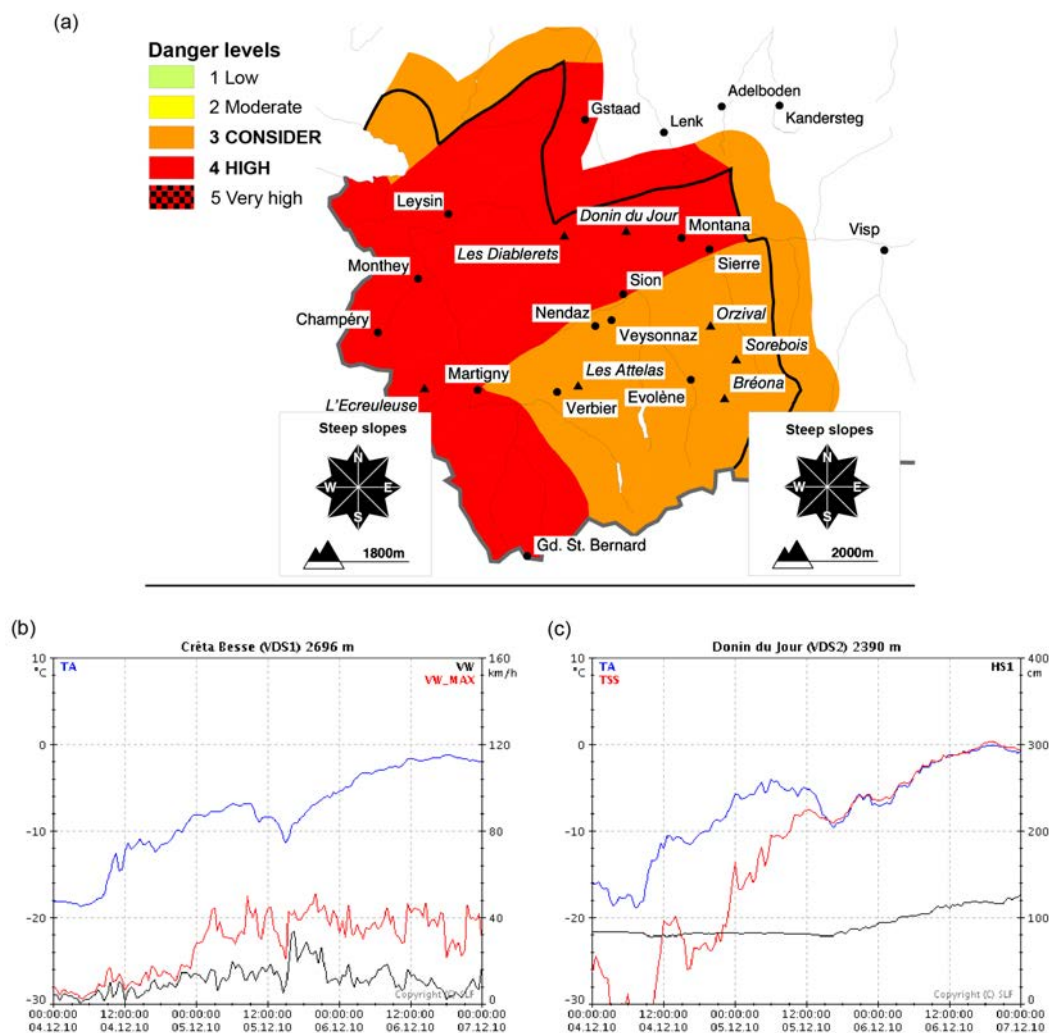 (a)
Danger levels
1 Low
2 Moderate
3 CONSIDER
4 HIGH
5 Very high
Adelboden
Gstaad
Kandersteg
Lenk
Leysin
Donin du Jour
Montana
Visp
Les Diablerets
Sierre
Monthey
Sion
Nendaz
Orzival
Champéry
Veysonnaz
Sorebois
Martigny
Les Attelas
Bréona
L'Ecreuleuse
Verbier
Evolène
Steep slopes
N
W E
S
1800m
Steep slopes
N
W E
S
2000m
Gd. St. Bernard
(b)
Crêta Besse (VDS1) 2696 m
10 160
°C TA VW km/h
VW_MAX
0 120
-10 80
-20 40
-30 0
Copyright (C) SLF
00:00:00 12:00:00 00:00:00 12:00:00 00:00:00 12:00:00 00:00:00
04.12.10 04.12.10 05.12.10 05.12.10 06.12.10 06.12.10 07.12.10
(c)
Donin du Jour (VDS2) 2390 m
10 400
°C TA HS1 cm
TSS
0 300
-10 200
-20 100
-30 0
Copyright (C) SLF
00:00:00 12:00:00 00:00:00 12:00:00 00:00:00 12:00:00 00:00:00
04.12.10 04.12.10 05.12.10 05.12.10 06.12.10 06.12.10 07.12.10